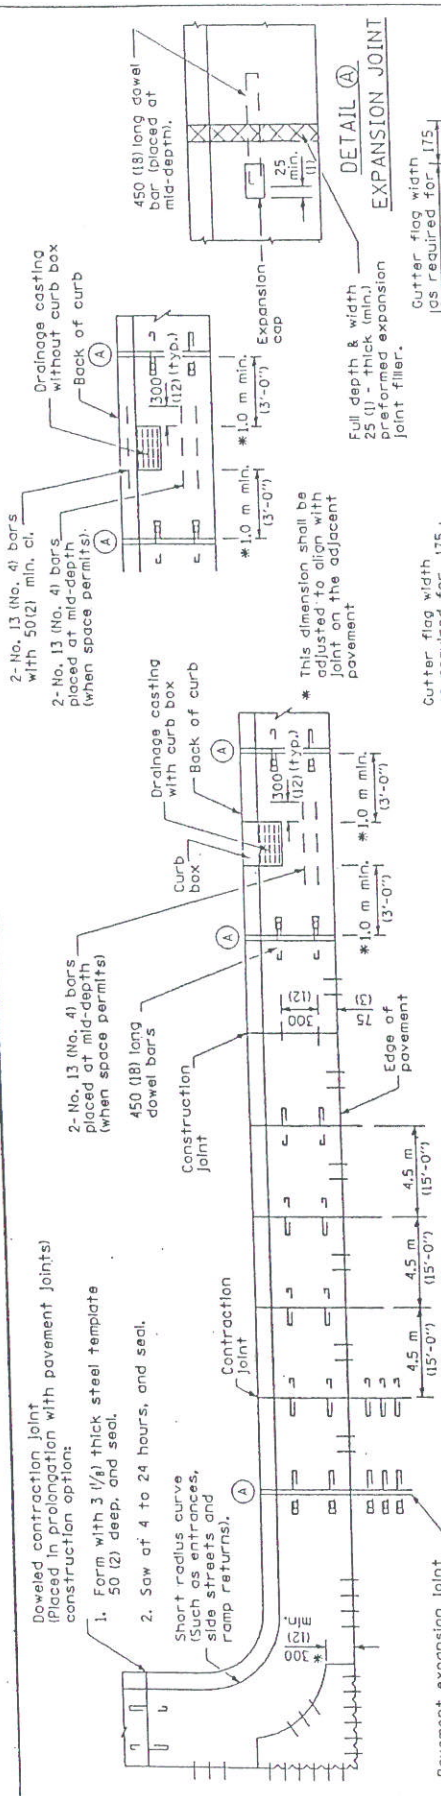 Doweled contraction joint
(Placed in prolongation with pavement joints)
construction option:
1. Form with 3 (1/8) thick steel template
50 (2) deep, and seal.
2. Saw at 4 to 24 hours, and seal.
Short radius curve
(Such as entrances,
side streets and
ramp returns).
300
(12)
min.
*
A
Pavement expansion joint
Contraction
joint
4.5 m
(15'-0")
4.5 m
(15'-0")
4.5 m
(15'-0")
Construction
joint
Edge of
pavement
300
(12)
75
(3)
2- No. 13 (No. 4) bars
placed at mid-depth
(when space permits)
450 (18) long
dowel bars
A
Curb
box
Drainage casting
with curb box
Back of curb
A
300
(12) (typ.)
*1.0 m min.
(3'-0")
*1.0 m min.
(3'-0")
* This dimension shall be
adjusted to align with
joint on the adjacent
pavement
2- No. 13 (No. 4) bars
with 50(2) min. cl.
2- No. 13 (No. 4) bars
placed at mid-depth
(when space permits).
Drainage casting
without curb box
Back of curb
A
A
300
(12) (typ.)
*1.0 m min.
(3'-0")
*1.0 m min.
(3'-0")
450 (18) long dowel
bar (placed at
mid-depth).
Expansion
cap
25
min.
(1)
Full depth & width
25 (1) - thick (min.)
preformed expansion
joint filler.
DETAIL A
EXPANSION JOINT
Gutter flag width
175
Gutter flag width
as required for
175